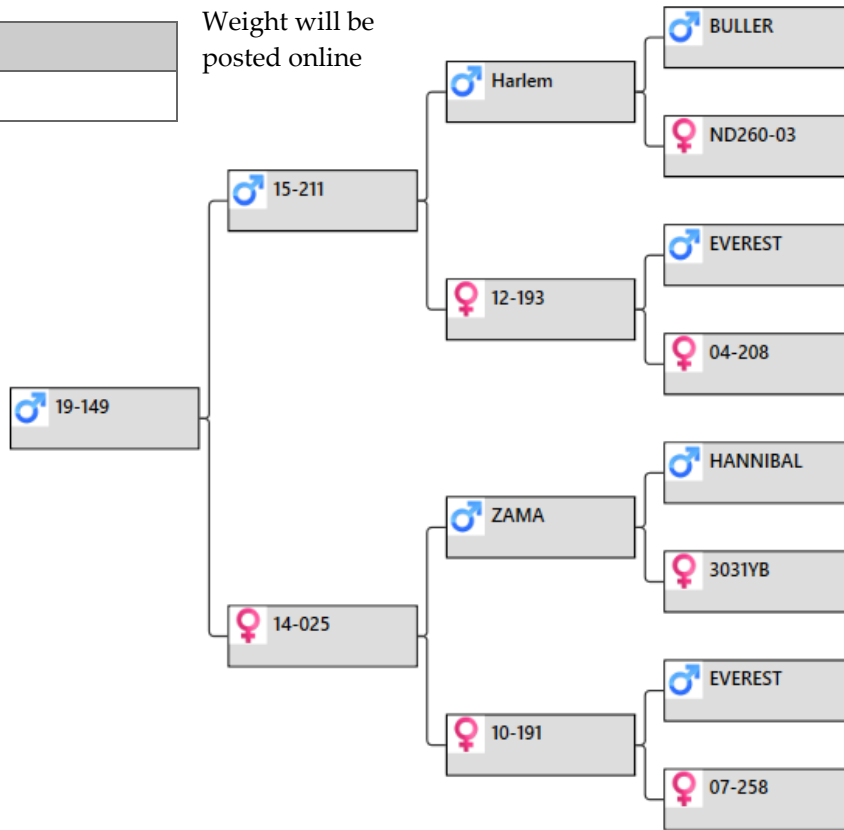 Weight will be
posted online
BULLER
Harlem
ND260-03
15-211
EVEREST
12-193
04-208
19-149
HANNIBAL
ZAMA
3031YB
14-025
EVEREST
10-191
07-258